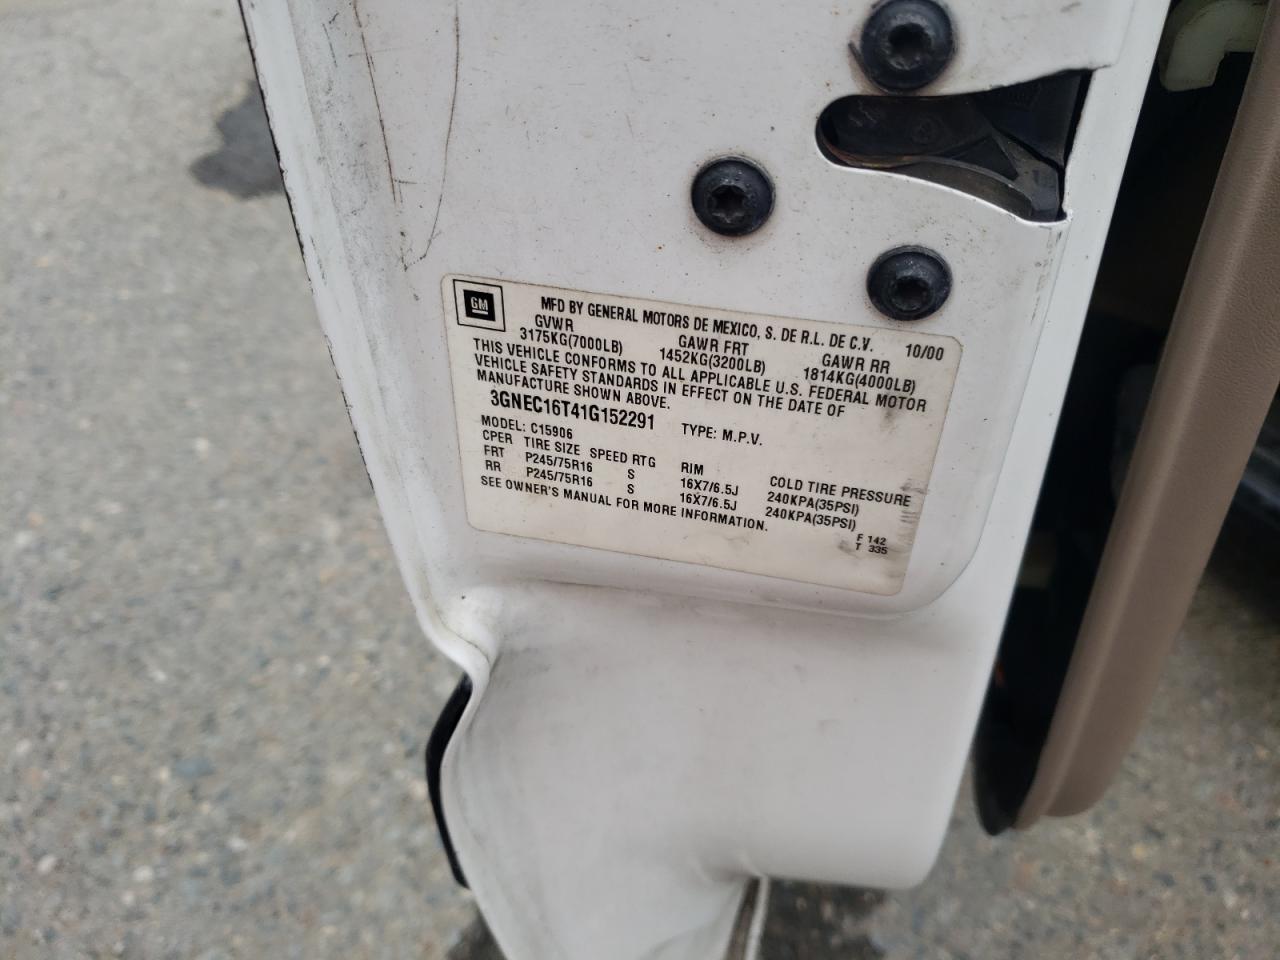 GM
MFD BY GENERAL MOTORS DE MEXICO, S. DE R.L. DE C.V. 10/00
GVWR GAWR FRT GAWR RR
3175KG(7000LB) 1452KG(3200LB) 1814KG(4000LB)
THIS VEHICLE CONFORMS TO ALL APPLICABLE U.S. FEDERAL MOTOR
VEHICLE SAFETY STANDARDS IN EFFECT ON THE DATE OF
MANUFACTURE SHOWN ABOVE.
3GNEC16T41G152291 TYPE: M.P.V.
MODEL: C15906
CPER TIRE SIZE SPEED RTG RIM COLD TIRE PRESSURE
FRT P245/75R16 S 16X7/6.5J 240KPA(35PSI)
RR P245/75R16 S 16X7/6.5J 240KPA(35PSI)
SEE OWNER'S MANUAL FOR MORE INFORMATION.
F 142
T 335